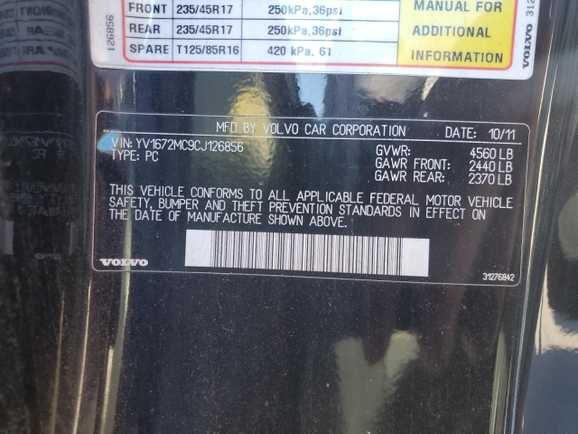 FRONT 235/45R17 250kPa,36psi
REAR 235/45R17 250kPa,36psi
SPARE T125/85R16 420 kPa, 61
MANUAL FOR
ADDITIONAL
INFORMATION
126856
VOLVO
312
MFD BY VOLVO CAR CORPORATION DATE: 10/11
VIN: YV1672MC9CJ126856
TYPE: PC
GVWR: 4560 LB
GAWR FRONT: 2440 LB
GAWR REAR: 2370 LB
THIS VEHICLE CONFORMS TO ALL APPLICABLE FEDERAL MOTOR VEHICLE
SAFETY, BUMPER AND THEFT PREVENTION STANDARDS IN EFFECT ON
THE DATE OF MANUFACTURE SHOWN ABOVE.
VOLVO
31276842